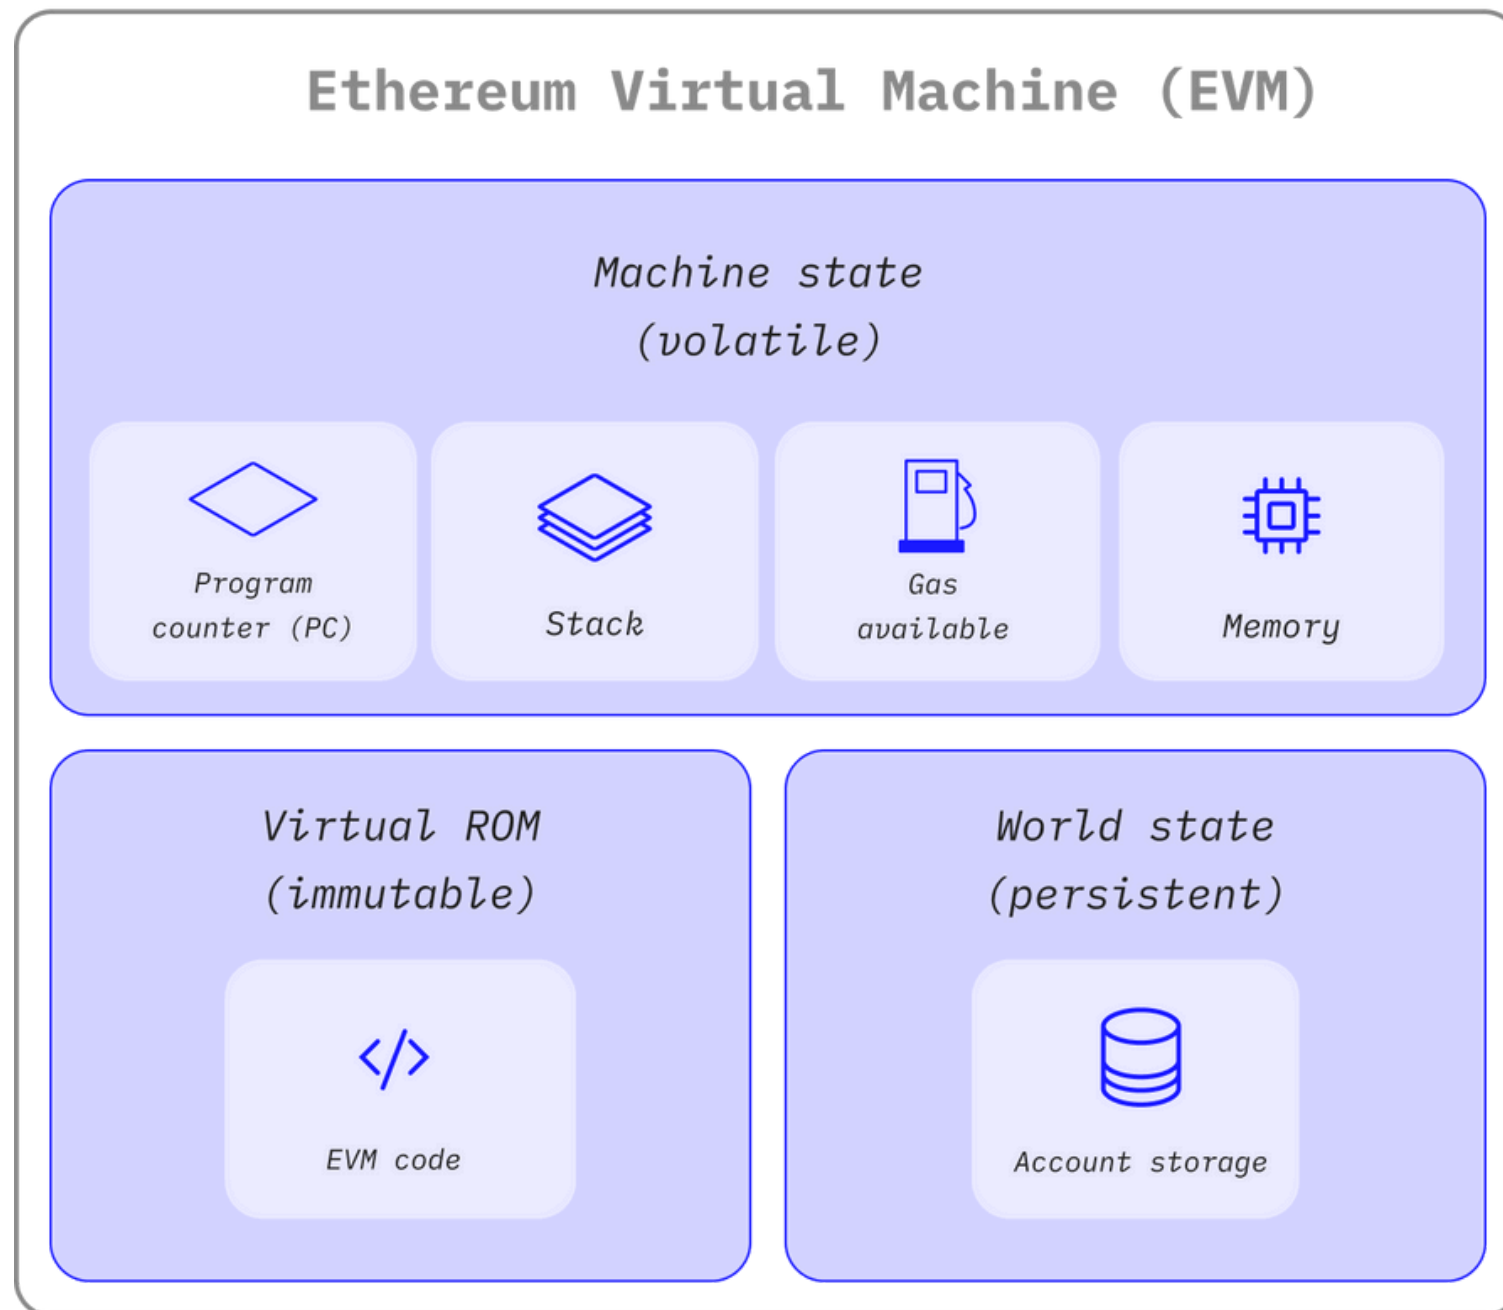 Ethereum Virtual Machine (EVM)
Machine state
(volatile)
Program
counter (PC)
Stack
Gas
available
Memory
Virtual ROM
(immutable)
EVM code
World state
(persistent)
Account storage